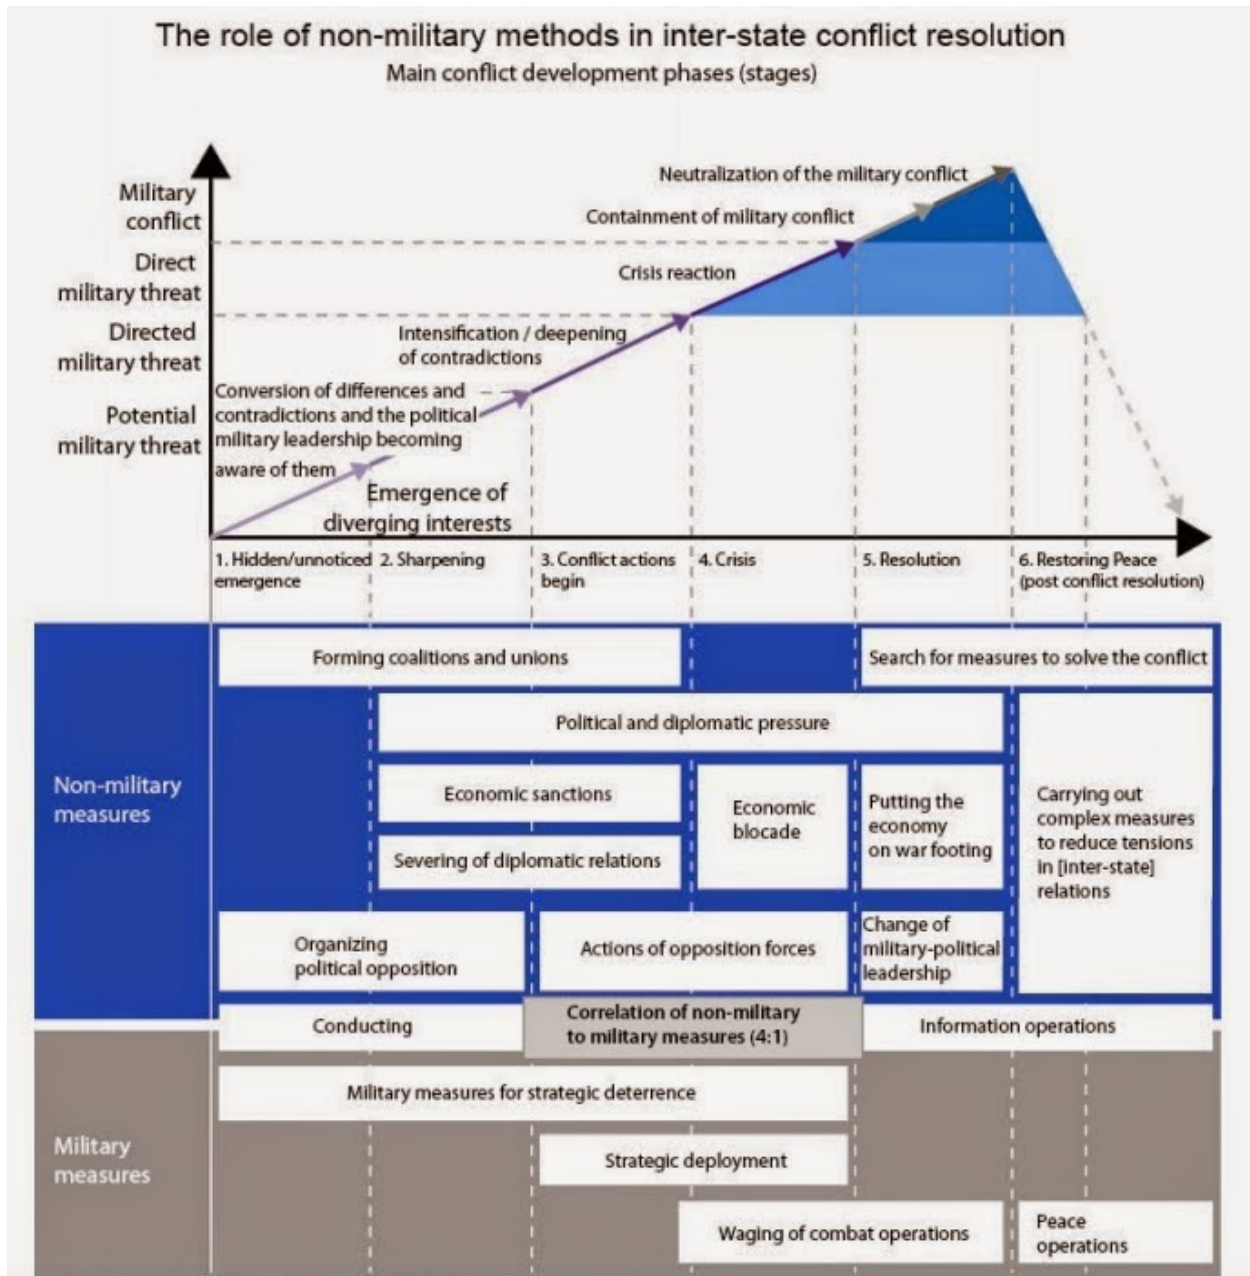 The role of non-military methods in inter-state conflict resolution
Main conflict development phases (stages)
Military
conflict
Direct
military threat
Directed
military threat
Potential
military threat
Neutralization of the military conflict
Containment of military conflict
Crisis reaction
Intensification / deepening
of contradictions
Conversion of differences and
contradictions and the political
military leadership becoming
aware of them
Emergence of
diverging interests
1. Hidden/unnoticed
emergence
2. Sharpening
3. Conflict actions
begin
4. Crisis
5. Resolution
6. Restoring Peace
(post conflict resolution)
Non-military
measures
Forming coalitions and unions
Search for measures to solve the conflict
Political and diplomatic pressure
Economic sanctions
Severing of diplomatic relations
Economic
blocade
Putting the
economy
on war footing
Carrying out
complex measures
to reduce tensions
in [inter-state]
relations
Organizing
political opposition
Actions of opposition forces
Change of
military-political
leadership
Conducting
Correlation of non-military
to military measures (4:1)
Information operations
Military
measures
Military measures for strategic deterrence
Strategic deployment
Waging of combat operations
Peace
operations